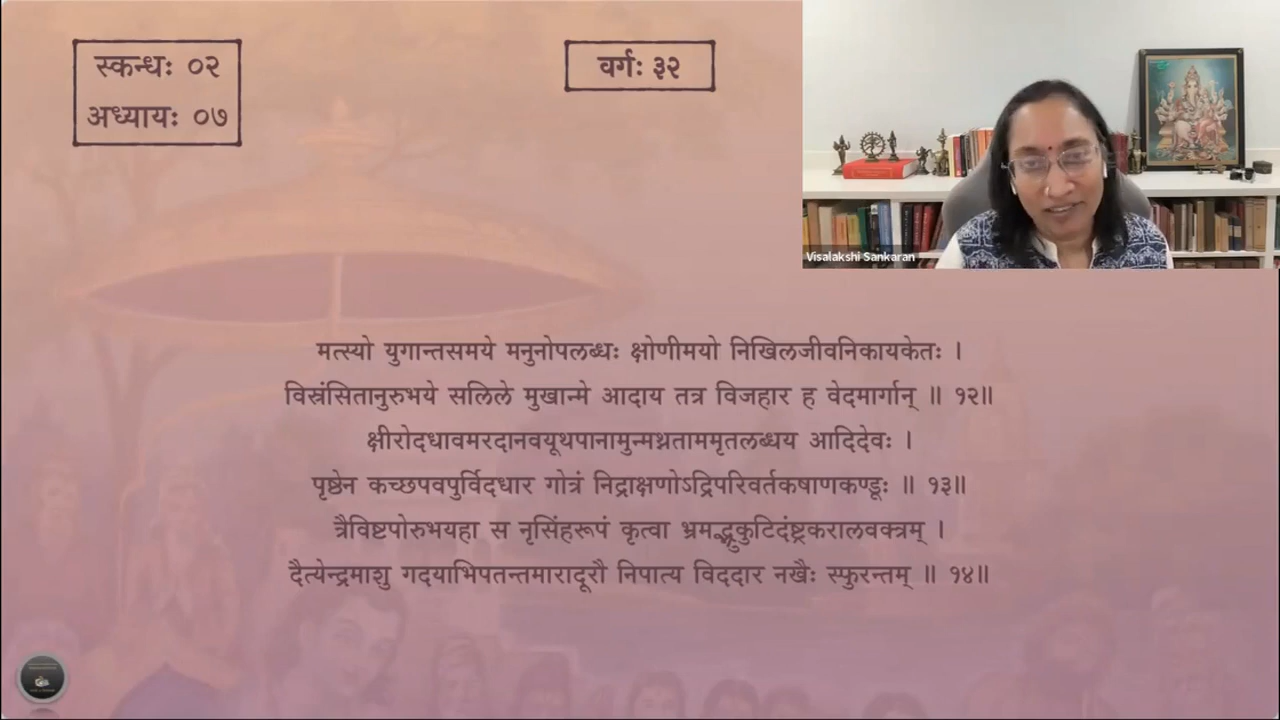 स्कन्धः ०२
अध्यायः ०७
वर्गः ३२
Visalakshi Sankaran
मत्स्यो युगान्तसमये मनुनोपलब्धः क्षोणीमयो निखिलजीवनिकायकेतः ।
विस्रंसितानुरुभये सलिले मुखान्मे आदाय तत्र विजहार ह वेदमार्गान् ॥ १२॥
क्षीरोदधावमरदानवयूथपानामुन्मथ्नताममृतलब्धय आदिदेवः ।
पृष्ठेन कच्छपवपुर्विदधार गोत्रं निद्राक्षणोऽद्रिपरिवर्तकषाणकण्डूः ॥ १३॥
त्रैविष्टपोरुभयहा स नृसिंहरूपं कृत्वा भ्रमद्भ्रुकुटिदंष्ट्रकरालवक्त्रम् ।
दैत्येन्द्रमाशु गदयाभिपतन्तमारादूरौ निपात्य विददार नखैः स्फुरन्तम् ॥ १४॥